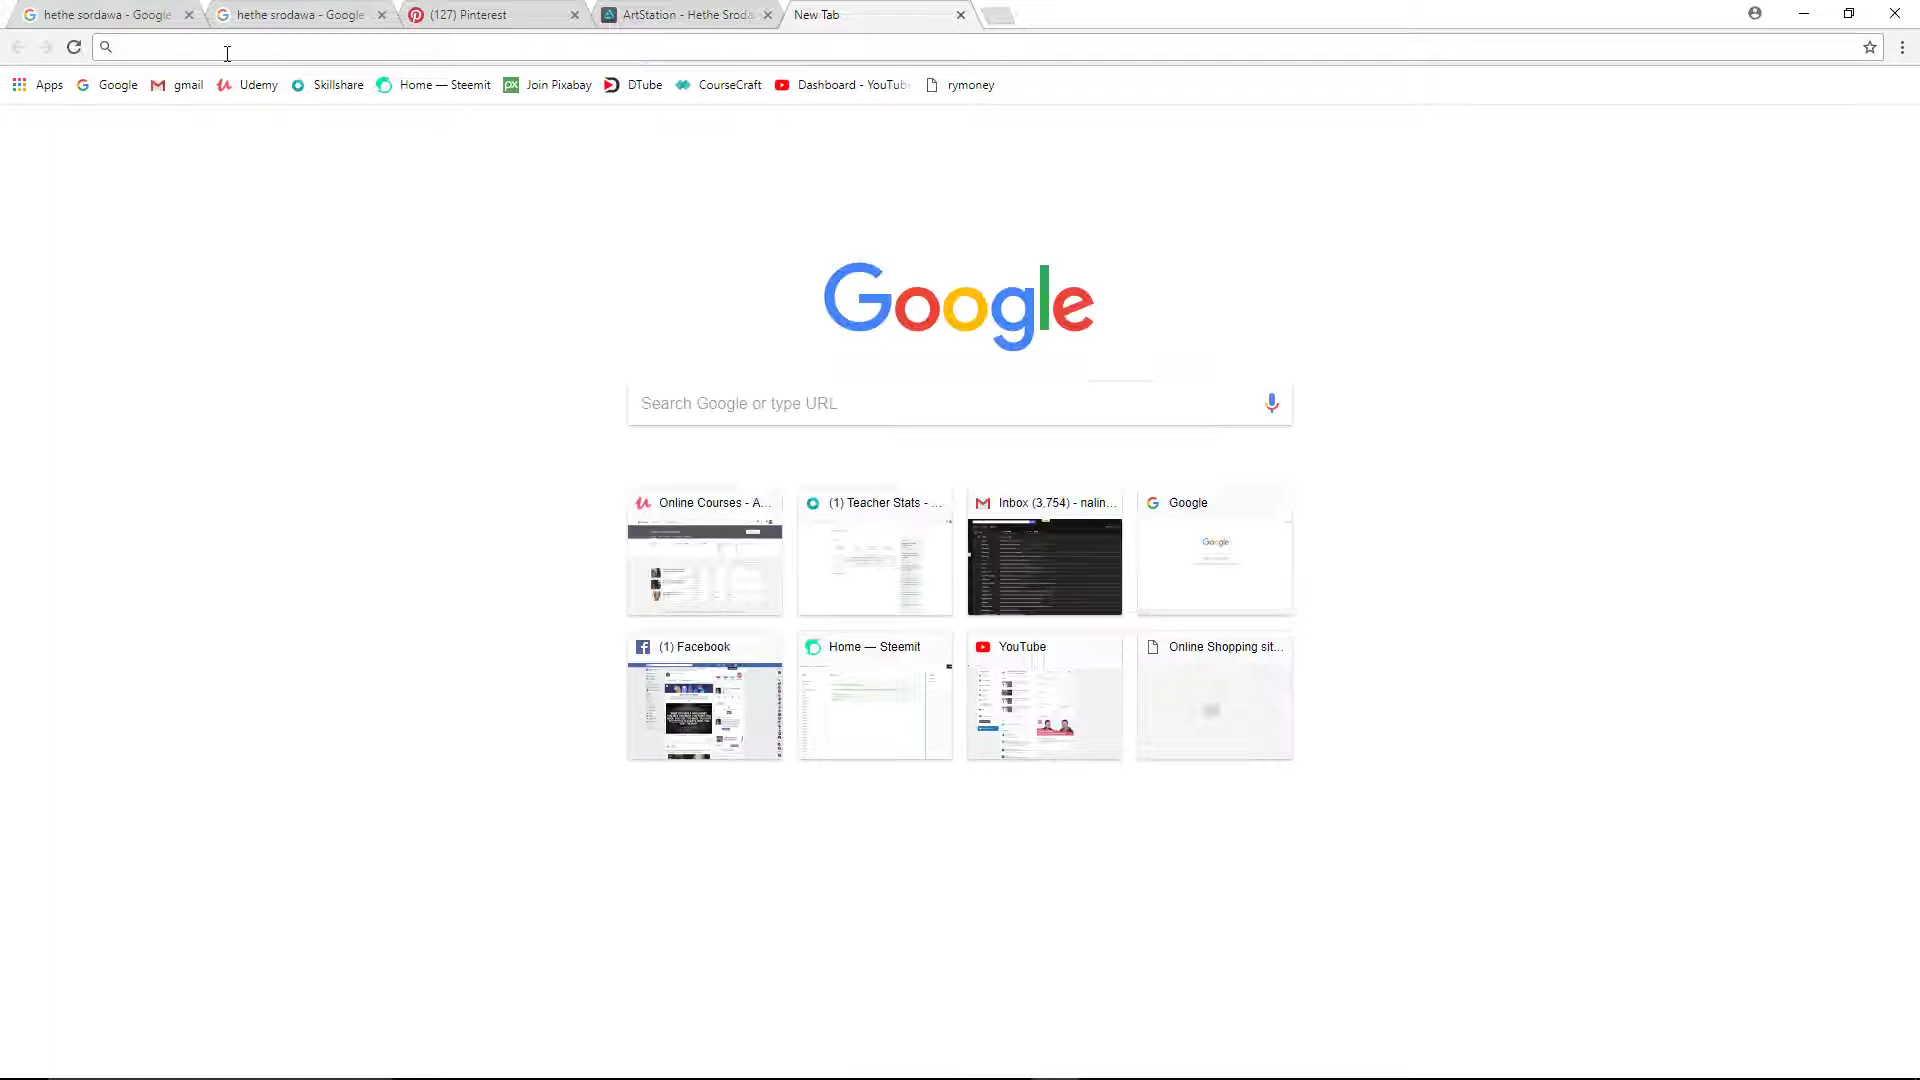 hethe sordawa - Google
hethe srodawa - Google
(127) Pinterest
ArtStation - Hethe Sroda
New Tab
Apps
Google
gmail
Udemy
Skillshare
Home — Steemit
Join Pixabay
DTube
CourseCraft
Dashboard - YouTub
rymoney
Google
Search Google or type URL
Online Courses - A...
(1) Teacher Stats - ...
Inbox (3,754) - nalin...
Google
Google
(1) Facebook
Home — Steemit
YouTube
Online Shopping sit...